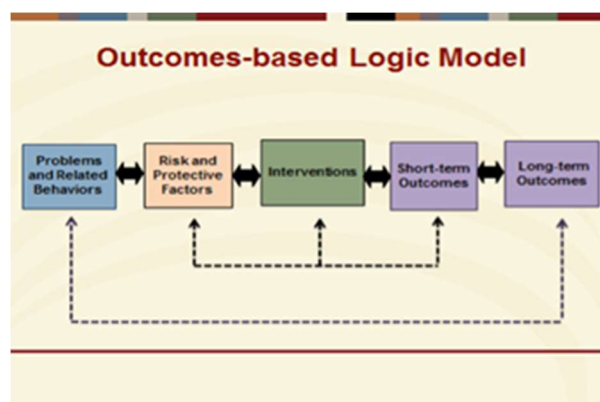 Outcomes-based Logic Model
Problems
and Related
Behaviors
Risk and
Protective
Factors
Interventions
Short-term
Outcomes
Long-term
Outcomes